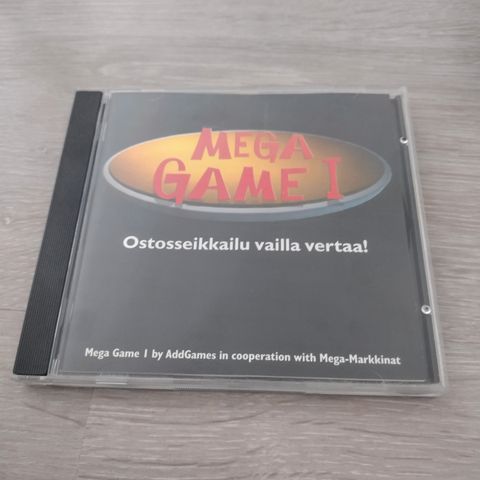 MEGA
GAME I
Ostosseikkailu vailla vertaa!
Mega Game I by AddGames in cooperation with Mega-Markkinat